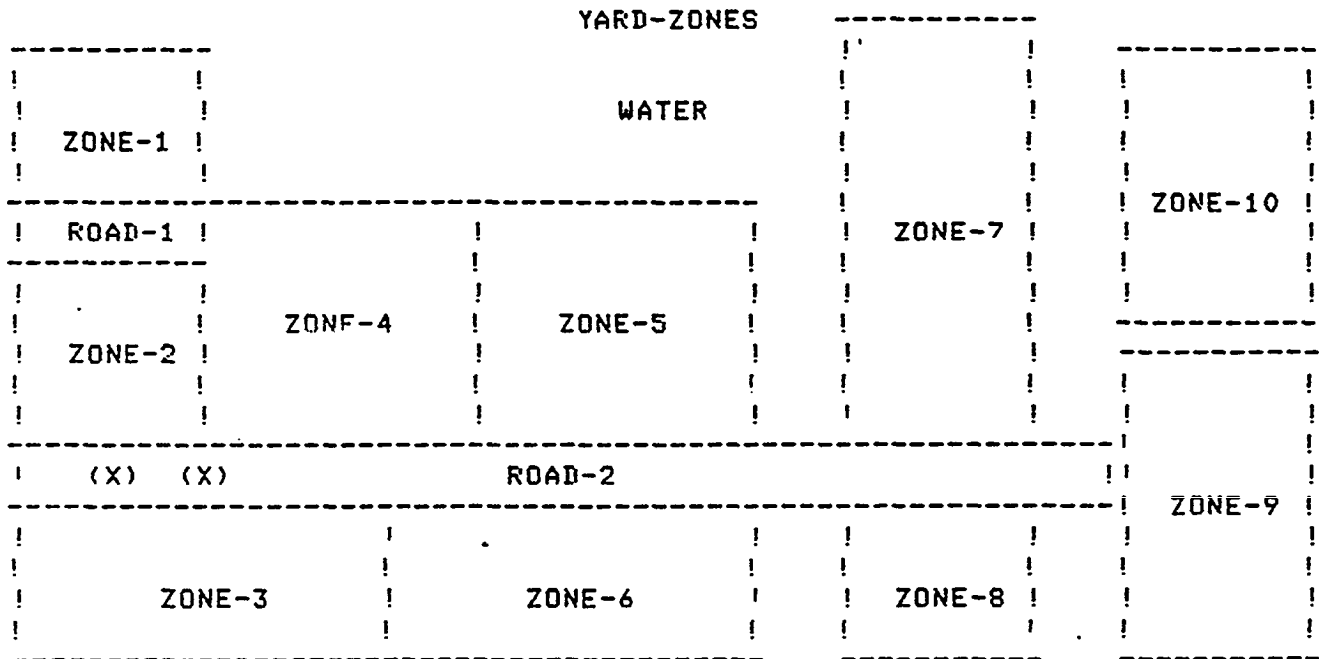 YARD-ZONES
WATER
ZONE-1
ZONE-10
ROAD-1 ZONE-7
ZONF-4 ZONE-5
ZONE-2
(X) (X) ROAD-2
ZONE-9
ZONE-3 ZONE-6 ZONE-8